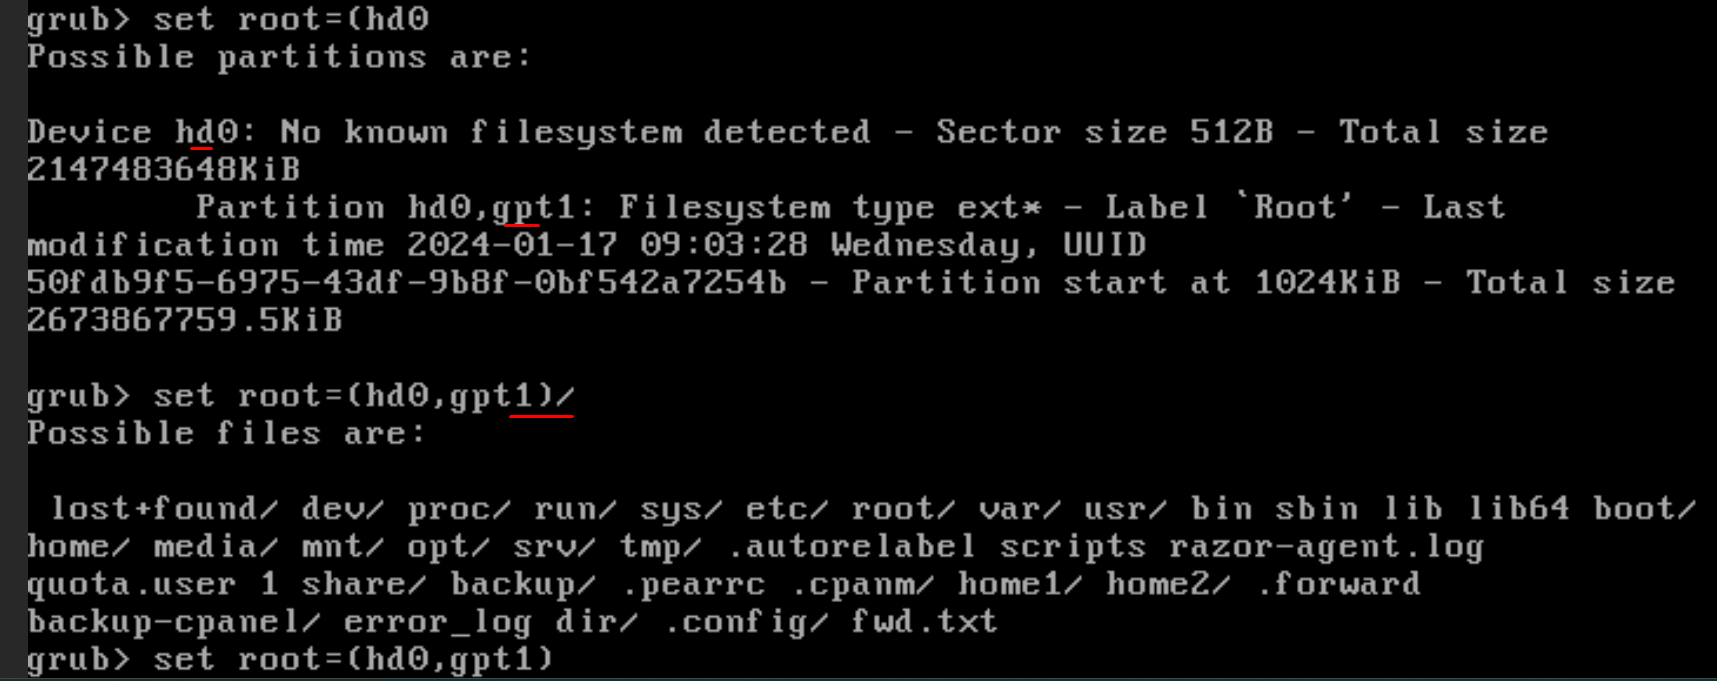 grub> set root=(hd0
Possible partitions are:
Device hd0: No known filesystem detected - Sector size 512B - Total size
2147483648KiB
Partition hd0,gpt1: Filesystem type ext* - Label `Root' - Last
modification time 2024-01-17 09:03:28 Wednesday, UUID
50fdb9f5-6975-43df-9b8f-0bf542a7254b - Partition start at 1024KiB - Total size
2673867759.5KiB
grub> set root=(hd0,gpt1)/
Possible files are:
lost+found/ dev/ proc/ run/ sys/ etc/ root/ var/ usr/ bin sbin lib lib64 boot/
home/ media/ mnt/ opt/ srv/ tmp/ .autorelabel scripts razor-agent.log
quota.user 1 share/ backup/ .pearrc .cpanm/ home1/ home2/ .forward
backup-cpanel/ error_log dir/ .config/ fwd.txt
grub> set root=(hd0,gpt1)